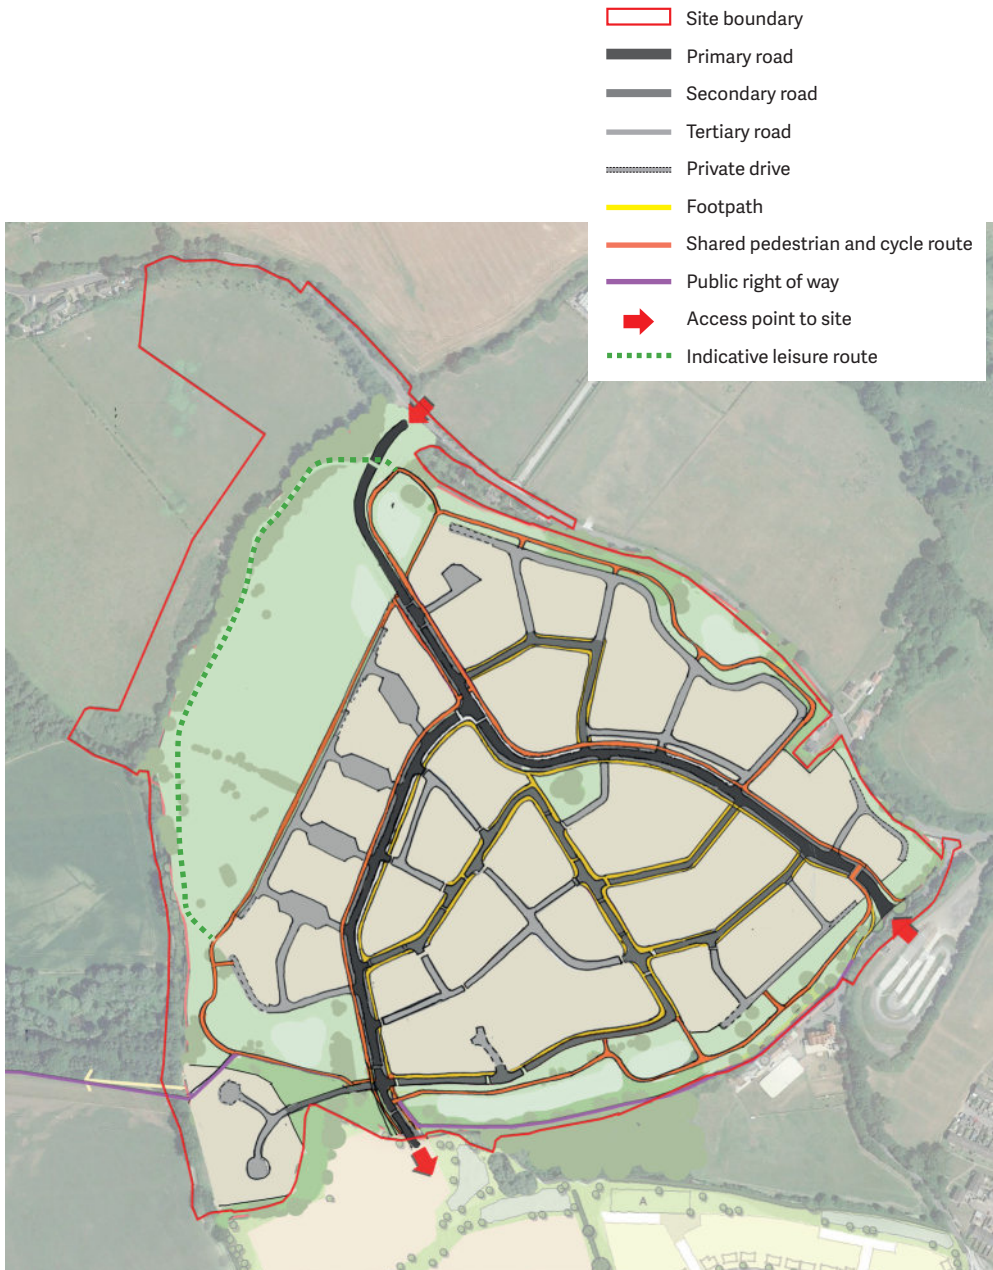 Site boundary
Primary road
Secondary road
Tertiary road
Private drive
Footpath
Shared pedestrian and cycle route
Public right of way
Access point to site
Indicative leisure route
A